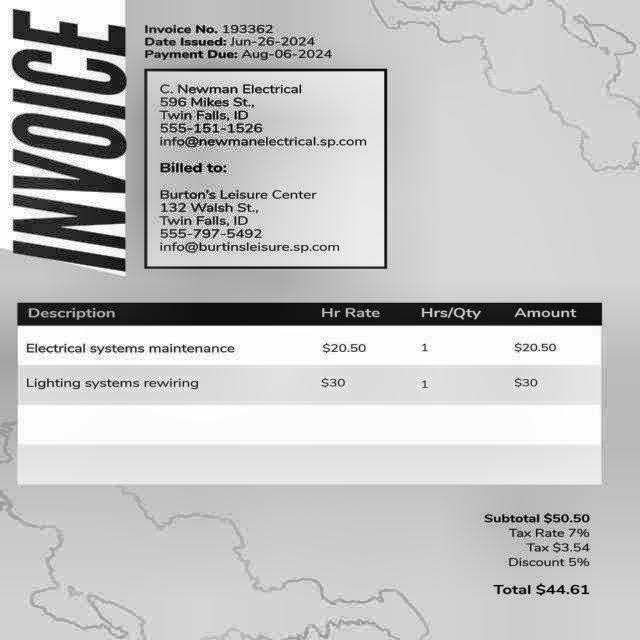 INVOICE
Invoice No. 193362
Date Issued: Jun-26-2024
Payment Due: Aug-06-2024
C. Newman Electrical
596 Mikes St.,
Twin Falls, ID
555-151-1526
info@newmanelectrical.sp.com
Billed to:
Burton's Leisure Center
132 Walsh St.,
Twin Falls, ID
555-797-5492
info@burtinsleisure.sp.com
Description Hr Rate Hrs/Qty Amount
Electrical systems maintenance $20.50 1 $20.50
Lighting systems rewiring $30 1 $30
Subtotal $50.50
Tax Rate 7%
Tax $3.54
Discount 5%
Total $44.61